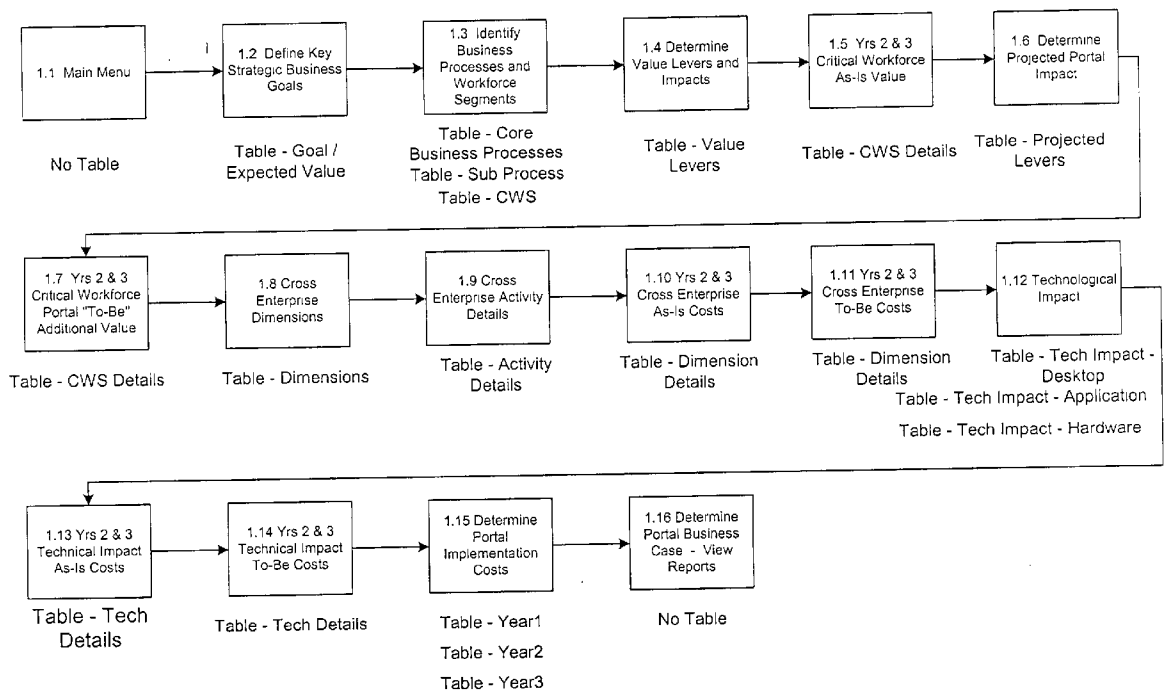 1.1 Main Menu
1.2 Define Key
Strategic Business
Goals
1.3 Identify
Business
Processes and
Workforce
Segments
1.4 Determine
Value Levers and
Impacts
1.5 Yrs 2 & 3
Critical Workforce
As-Is Value
1.6 Determine
Projected Portal
Impact
No Table
Table - Goal /
Expected Value
Table - Core
Business Processes
Table - Sub Process
Table - CWS
Table - Value
Levers
Table - CWS Details
Table - Projected
Levers
1.7 Yrs 2 & 3
Critical Workforce
Portal "To-Be"
Additional Value
1.8 Cross
Enterprise
Dimensions
1.9 Cross
Enterprise Activity
Details
1.10 Yrs 2 & 3
Cross Enterprise
As-Is Costs
1.11 Yrs 2 & 3
Cross Enterprise
To-Be Costs
1.12 Technological
Impact
Table - CWS Details
Table - Dimensions
Table - Activity
Details
Table - Dimension
Details
Table - Dimension
Details
Table - Tech Impact -
Desktop
Table - Tech Impact - Application
Table - Tech Impact - Hardware
1.13 Yrs 2 & 3
Technical Impact
As-Is Costs
1.14 Yrs 2 & 3
Technical Impact
To-Be Costs
1.15 Determine
Portal
Implementation
Costs
1.16 Determine
Portal Business
Case - View
Reports
Table - Tech
Details
Table - Tech Details
Table - Year1
Table - Year2
Table - Year3
No Table